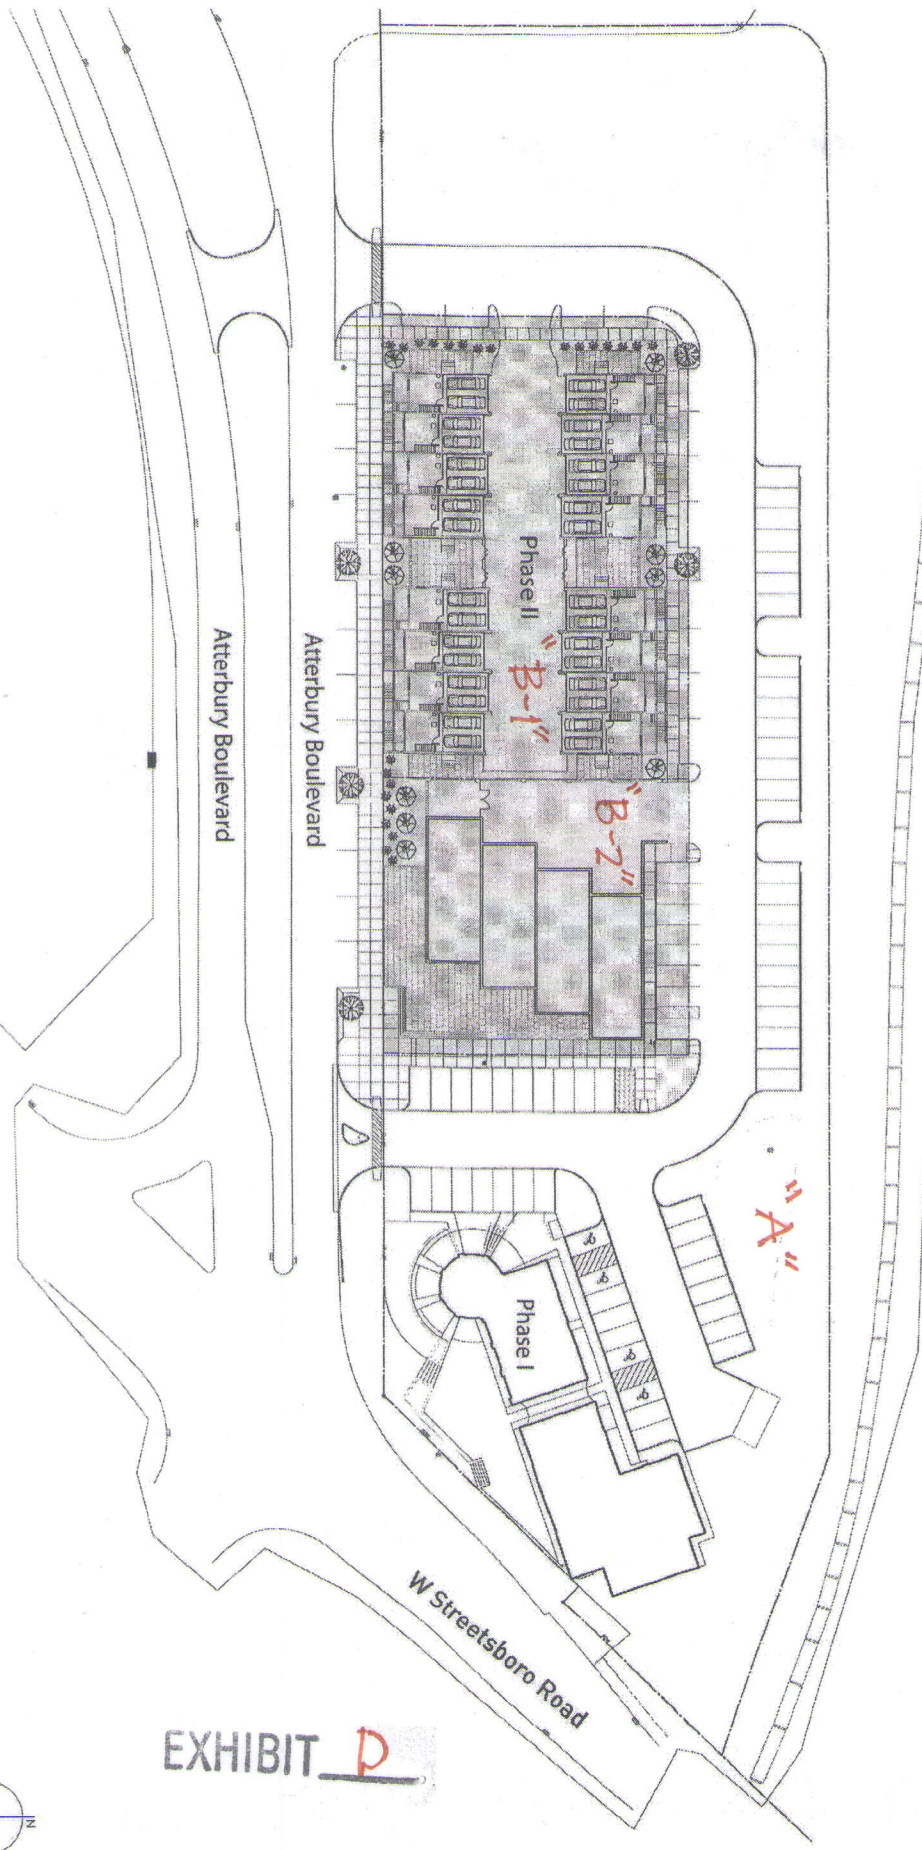 Phase II
"B-1"
"B-2"
Atterbury Boulevard
Atterbury Boulevard
"A"
Phase I
W Streetsboro Road
EXHIBIT D
N